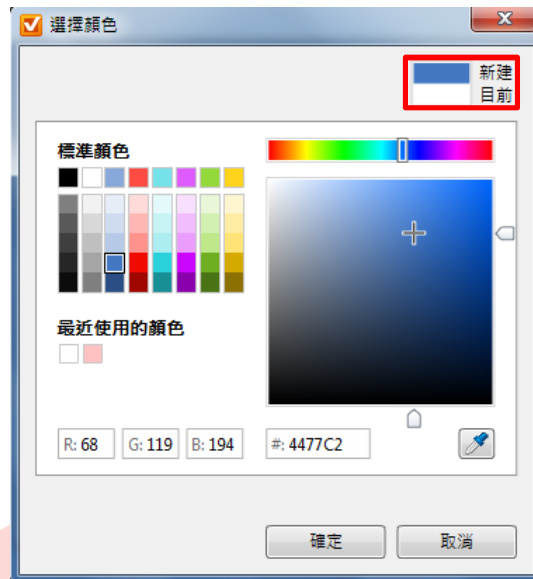 選擇顏色
新建
目前
標準顏色
最近使用的顏色
R: 68 G: 119 B: 194 #: 4477C2
確定 取消